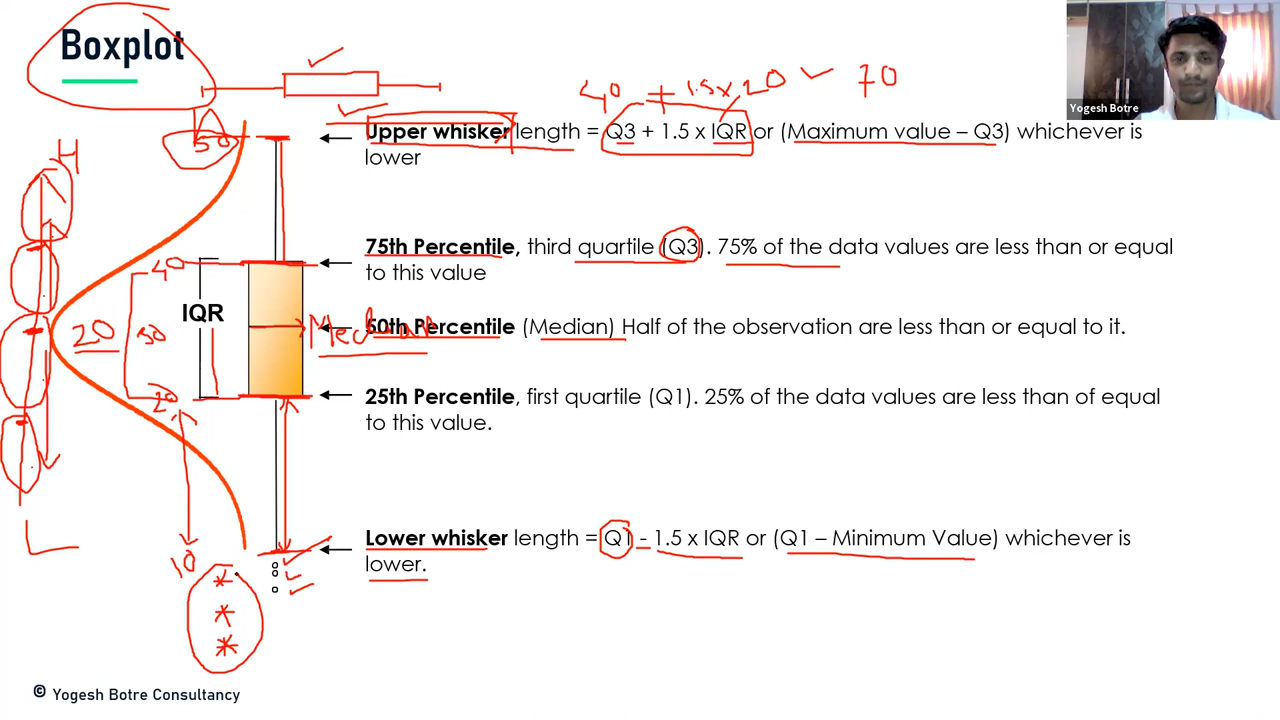 Boxplot
40 + 1.5 x 20 70
Yogesh Botre
Upper whisker length = Q3 + 1.5 x IQR or (Maximum value – Q3) whichever is
lower
H
50
75th Percentile, third quartile (Q3). 75% of the data values are less than or equal
to this value
40
IQR
20
50
Median
50th Percentile (Median) Half of the observation are less than or equal to it.
20
25th Percentile, first quartile (Q1). 25% of the data values are less than of equal
to this value.
L
Lower whisker length = Q1 - 1.5 x IQR or (Q1 – Minimum Value) whichever is
lower.
10
© Yogesh Botre Consultancy